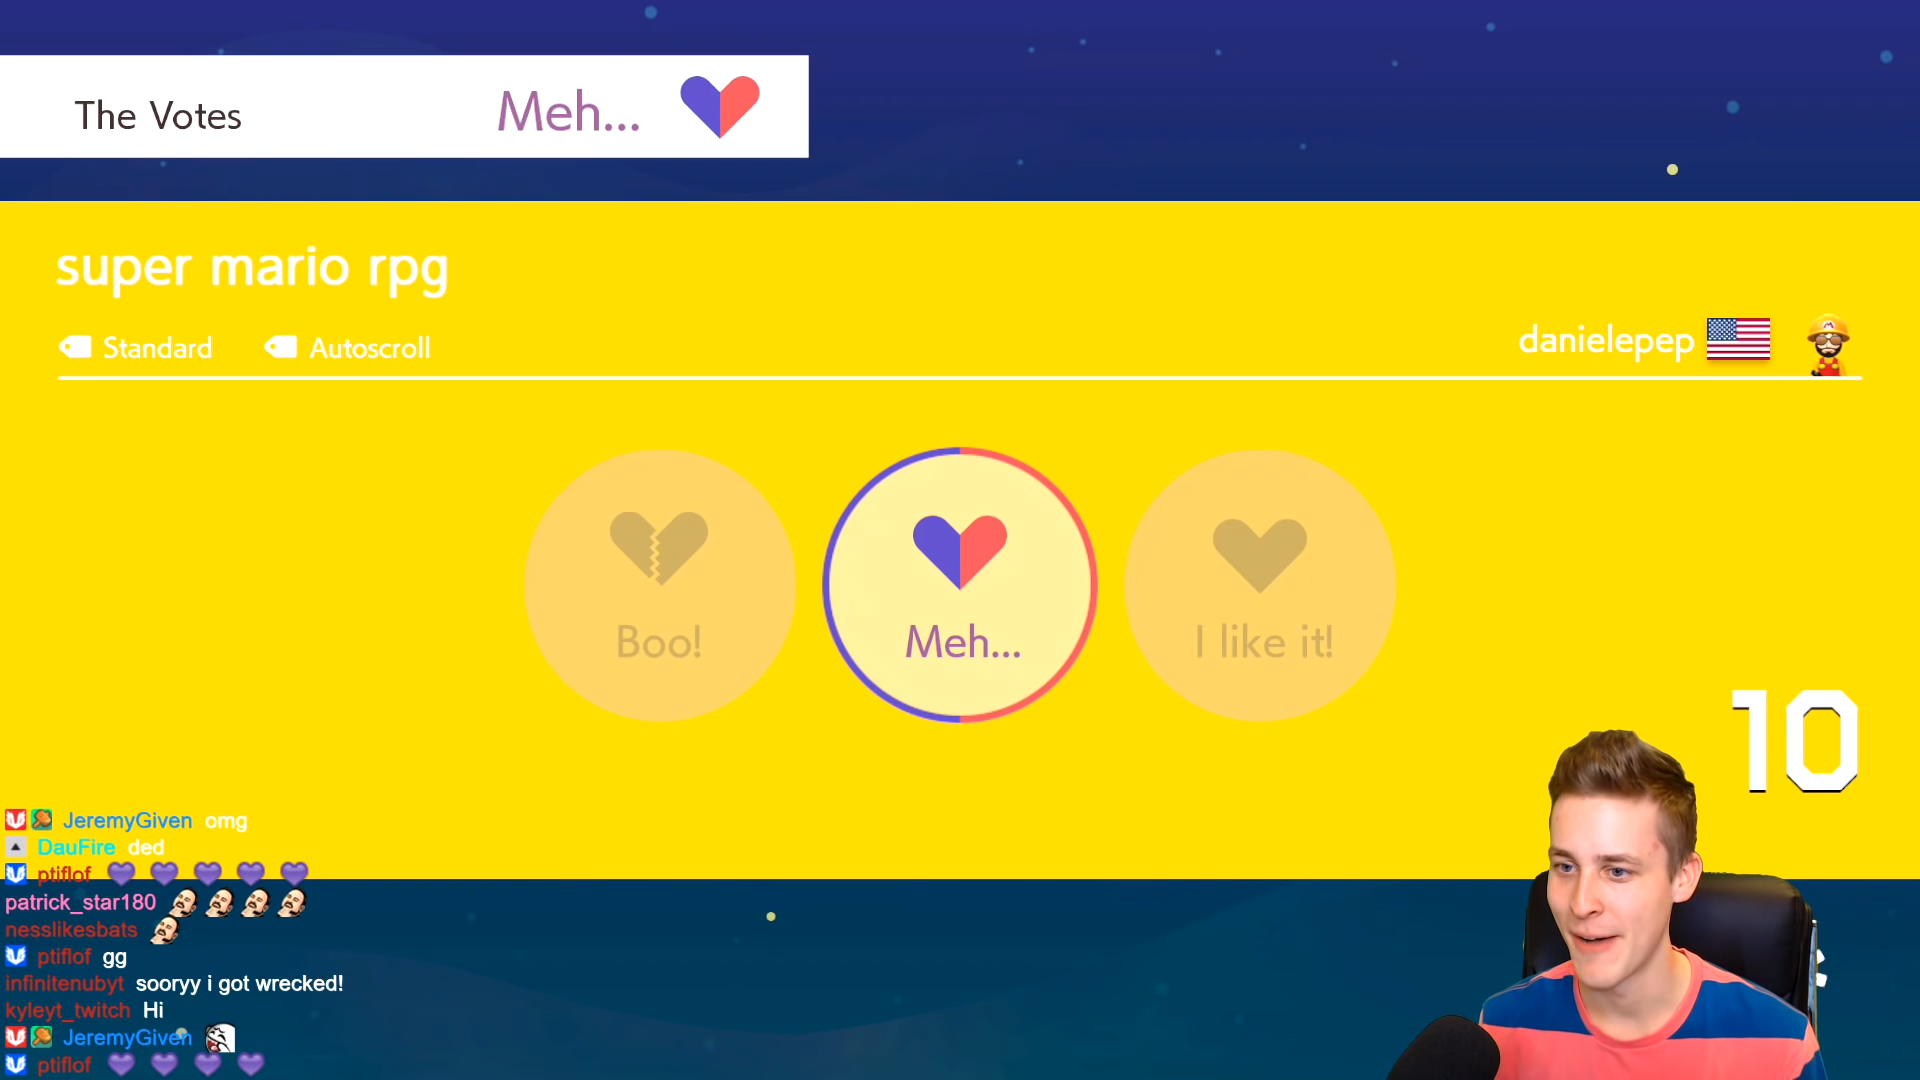 The Votes
Meh...
super mario rpg
Standard
Autoscroll
danielepep
Boo!
Meh...
I like it!
10
JeremyGiven omg
DauFire ded
ptiflof
patrick_star180
nesslikesbats
ptiflof gg
infinitenubyt sooryy i got wrecked!
kyleyt_twitch Hi
JeremyGiven
ptiflof